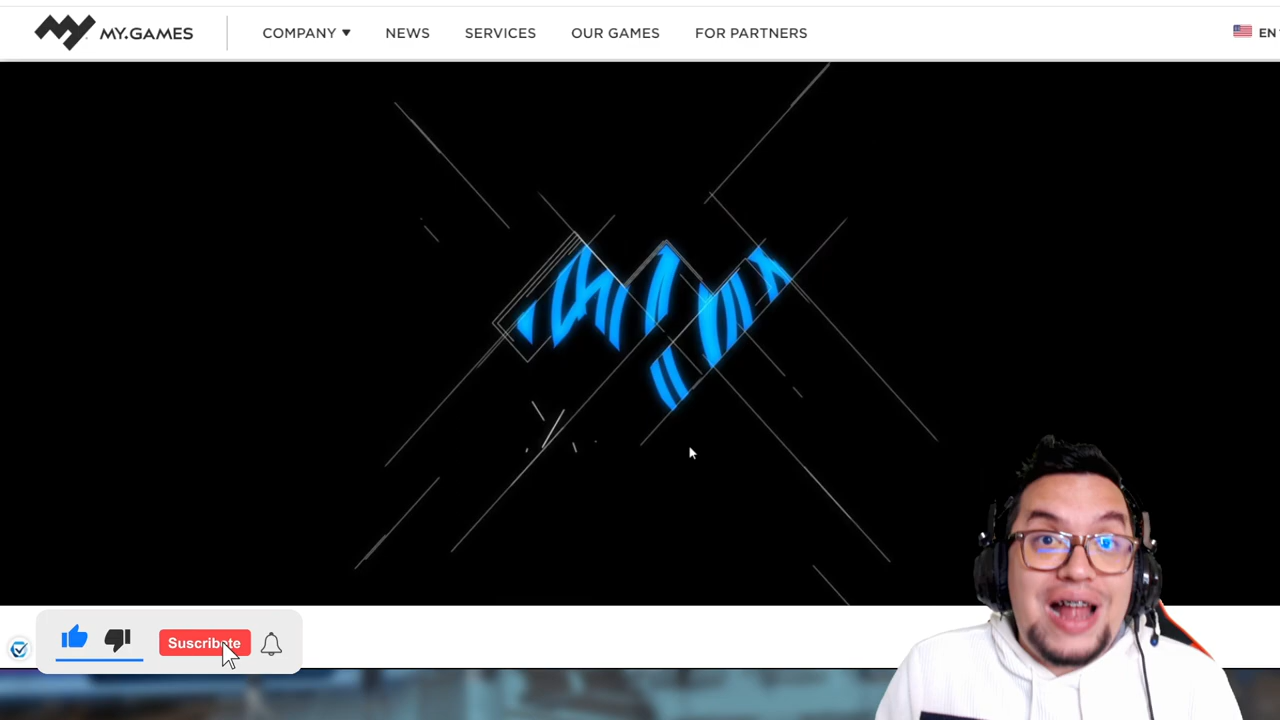 MY.GAMES
COMPANY ▼
NEWS
SERVICES
OUR GAMES
FOR PARTNERS
EN
Suscribete